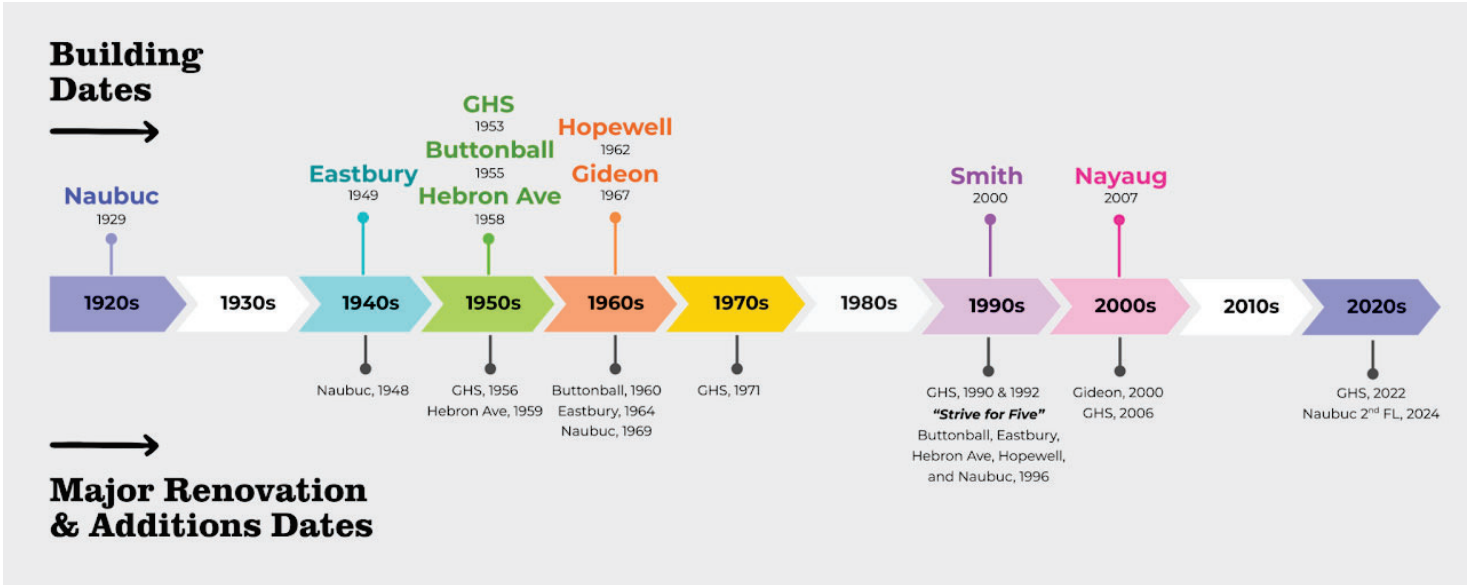 Building
Dates
GHS
1953
Buttonball
1955
Hebron Ave
1958
Hopewell
1962
Gideon
1967
Eastbury
1949
Naubuc
1929
Smith
2000
Nayaug
2007
1920s
1930s
1940s
1950s
1960s
1970s
1980s
1990s
2000s
2010s
2020s
Naubuc, 1948
GHS, 1956
Hebron Ave, 1959
Buttonball, 1960
Eastbury, 1964
Naubuc, 1969
GHS, 1971
GHS, 1990 & 1992
“Strive for Five”
Buttonball, Eastbury,
Hebron Ave, Hopewell,
and Naubuc, 1996
Gideon, 2000
GHS, 2006
GHS, 2022
Naubuc 2nd FL, 2024
Major Renovation
& Additions Dates